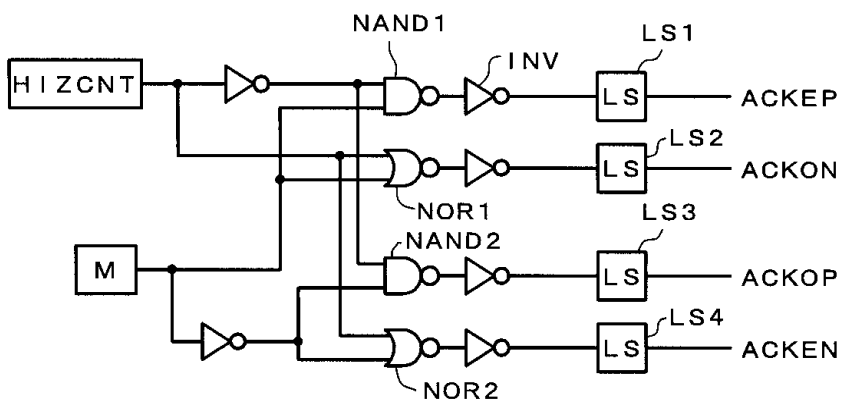 NAND1
INV
LS1
HIZCNT
LS
ACKEP
LS2
LS
ACKON
NOR1
LS3
NAND2
M
LS
ACKOP
LS4
LS
ACKEN
NOR2